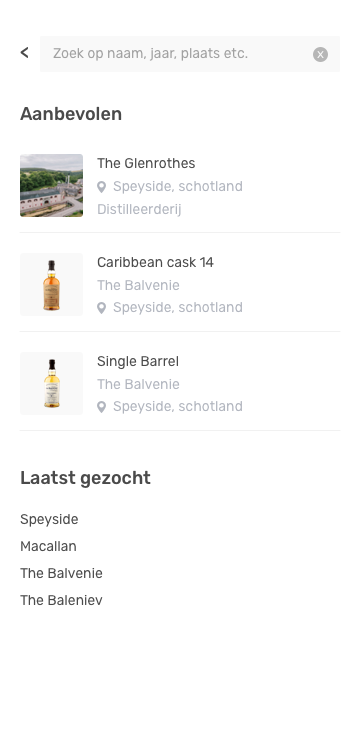 <
Zoek op naam, jaar, plaats etc.
Aanbevolen
The Glenrothes
Speyside, schotland
Distilleerderij
Caribbean cask 14
The Balvenie
Speyside, schotland
Single Barrel
The Balvenie
Speyside, schotland
Laatst gezocht
Speyside
Macallan
The Balvenie
The Baleniev